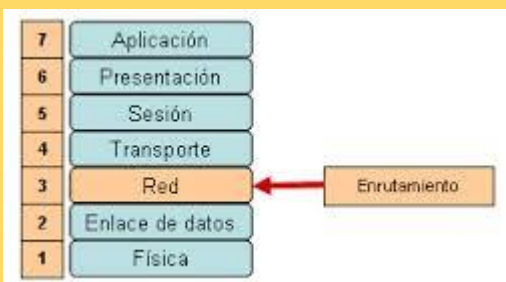 7 Aplicación
6 Presentación
5 Sesión
4 Transporte
3 Red Enrutamiento
2 Enlace de datos
1 Física